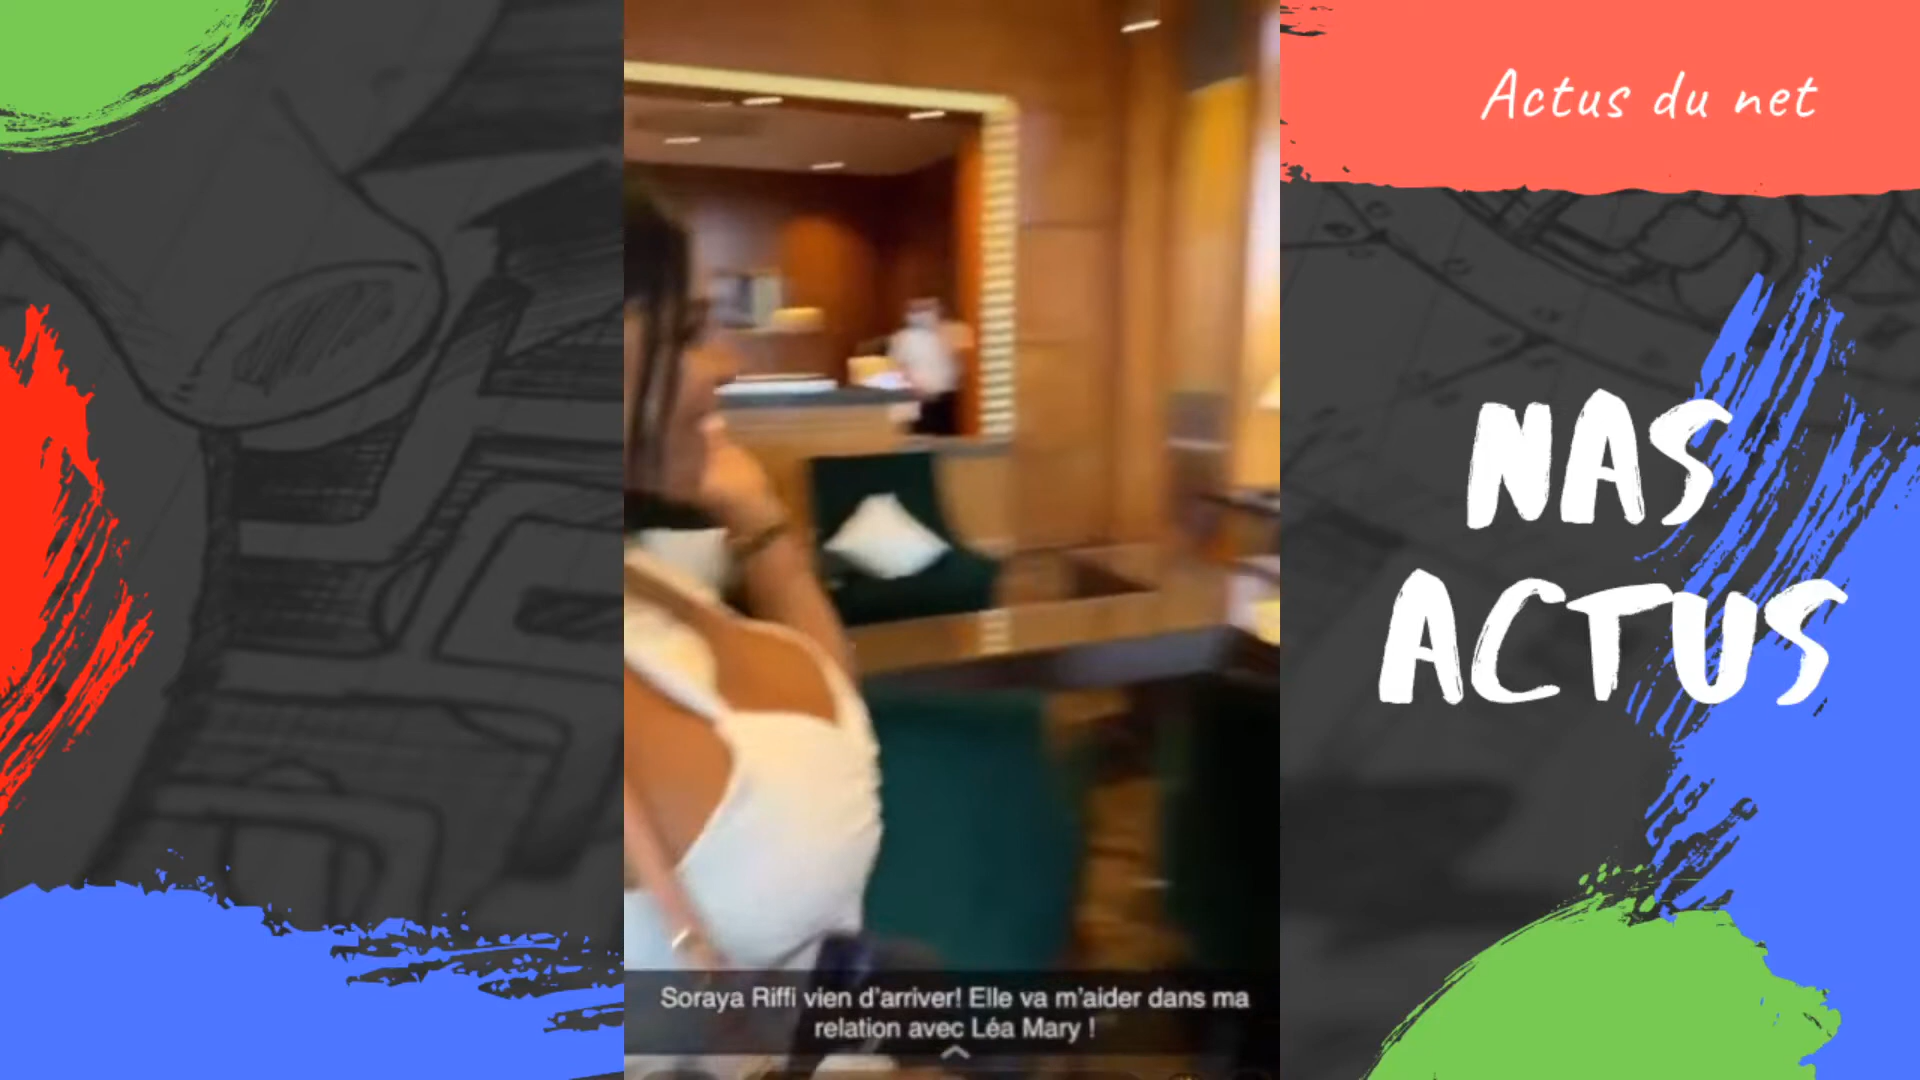 Actus du net
NAS
ACTUS
Soraya Riffi vien d'arriver! Elle va m'aider dans ma
relation avec Léa Mary !